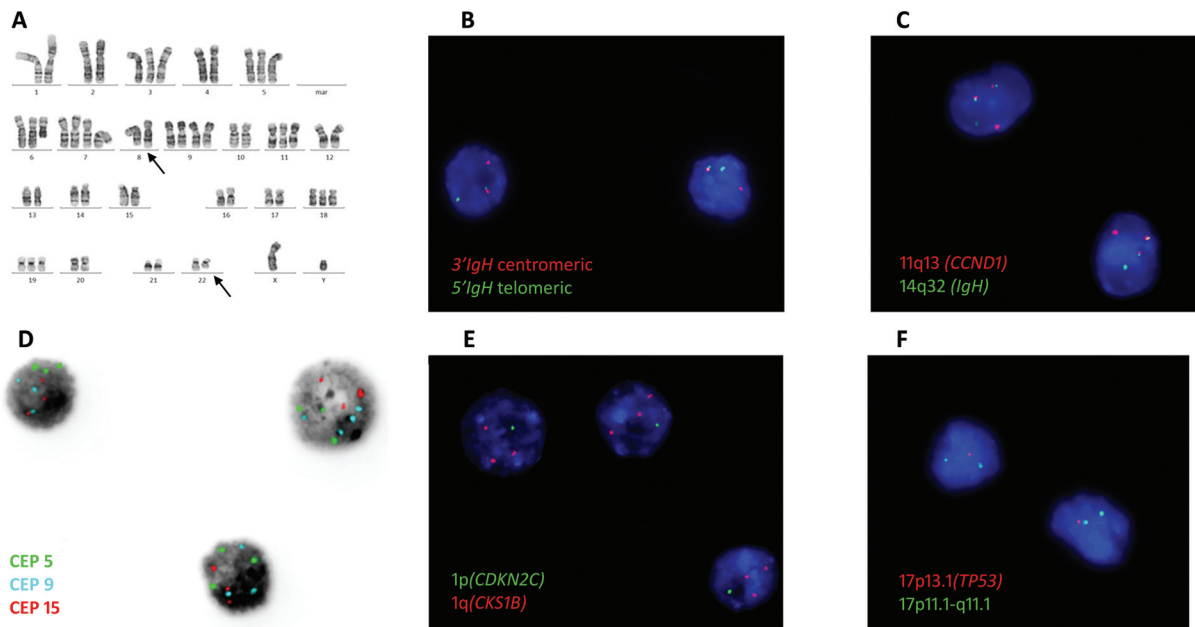 A
1 2 3 4 5 mar
6 7 8 9 10 11 12
13 14 15 16 17 18
19 20 21 22 X Y
B
3'IgH centromeric
5'IgH telomeric
C
11q13 (CCND1)
14q32 (IgH)
D
CEP 5
CEP 9
CEP 15
E
1p(CDKN2C)
1q(CKS1B)
F
17p13.1(TP53)
17p11.1-q11.1